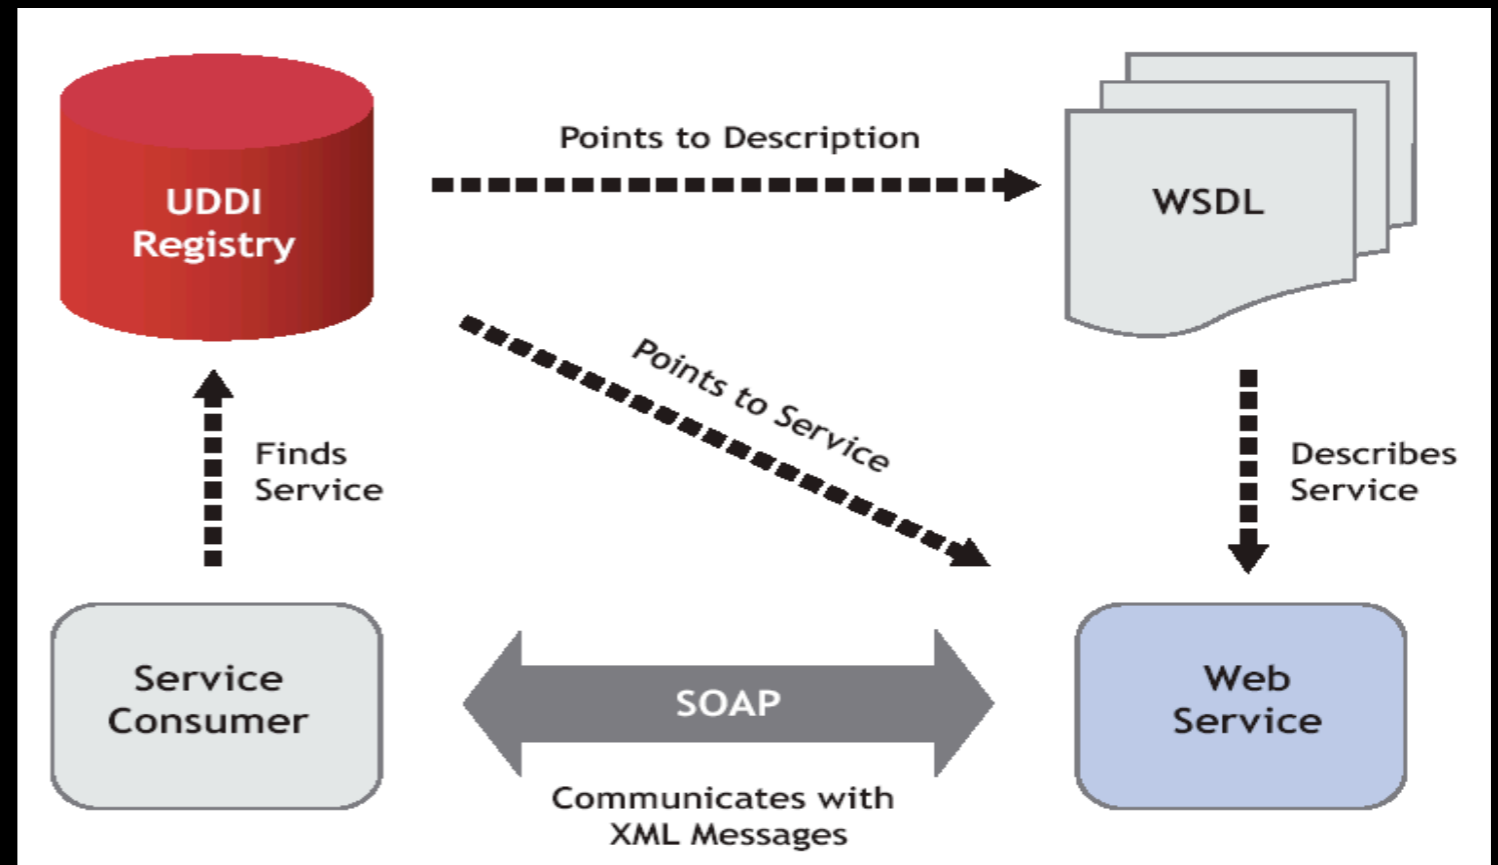 Points to Description
UDDI
Registry
WSDL
Points to Service
Finds
Service
Describes
Service
Service
Consumer
SOAP
Web
Service
Communicates with
XML Messages